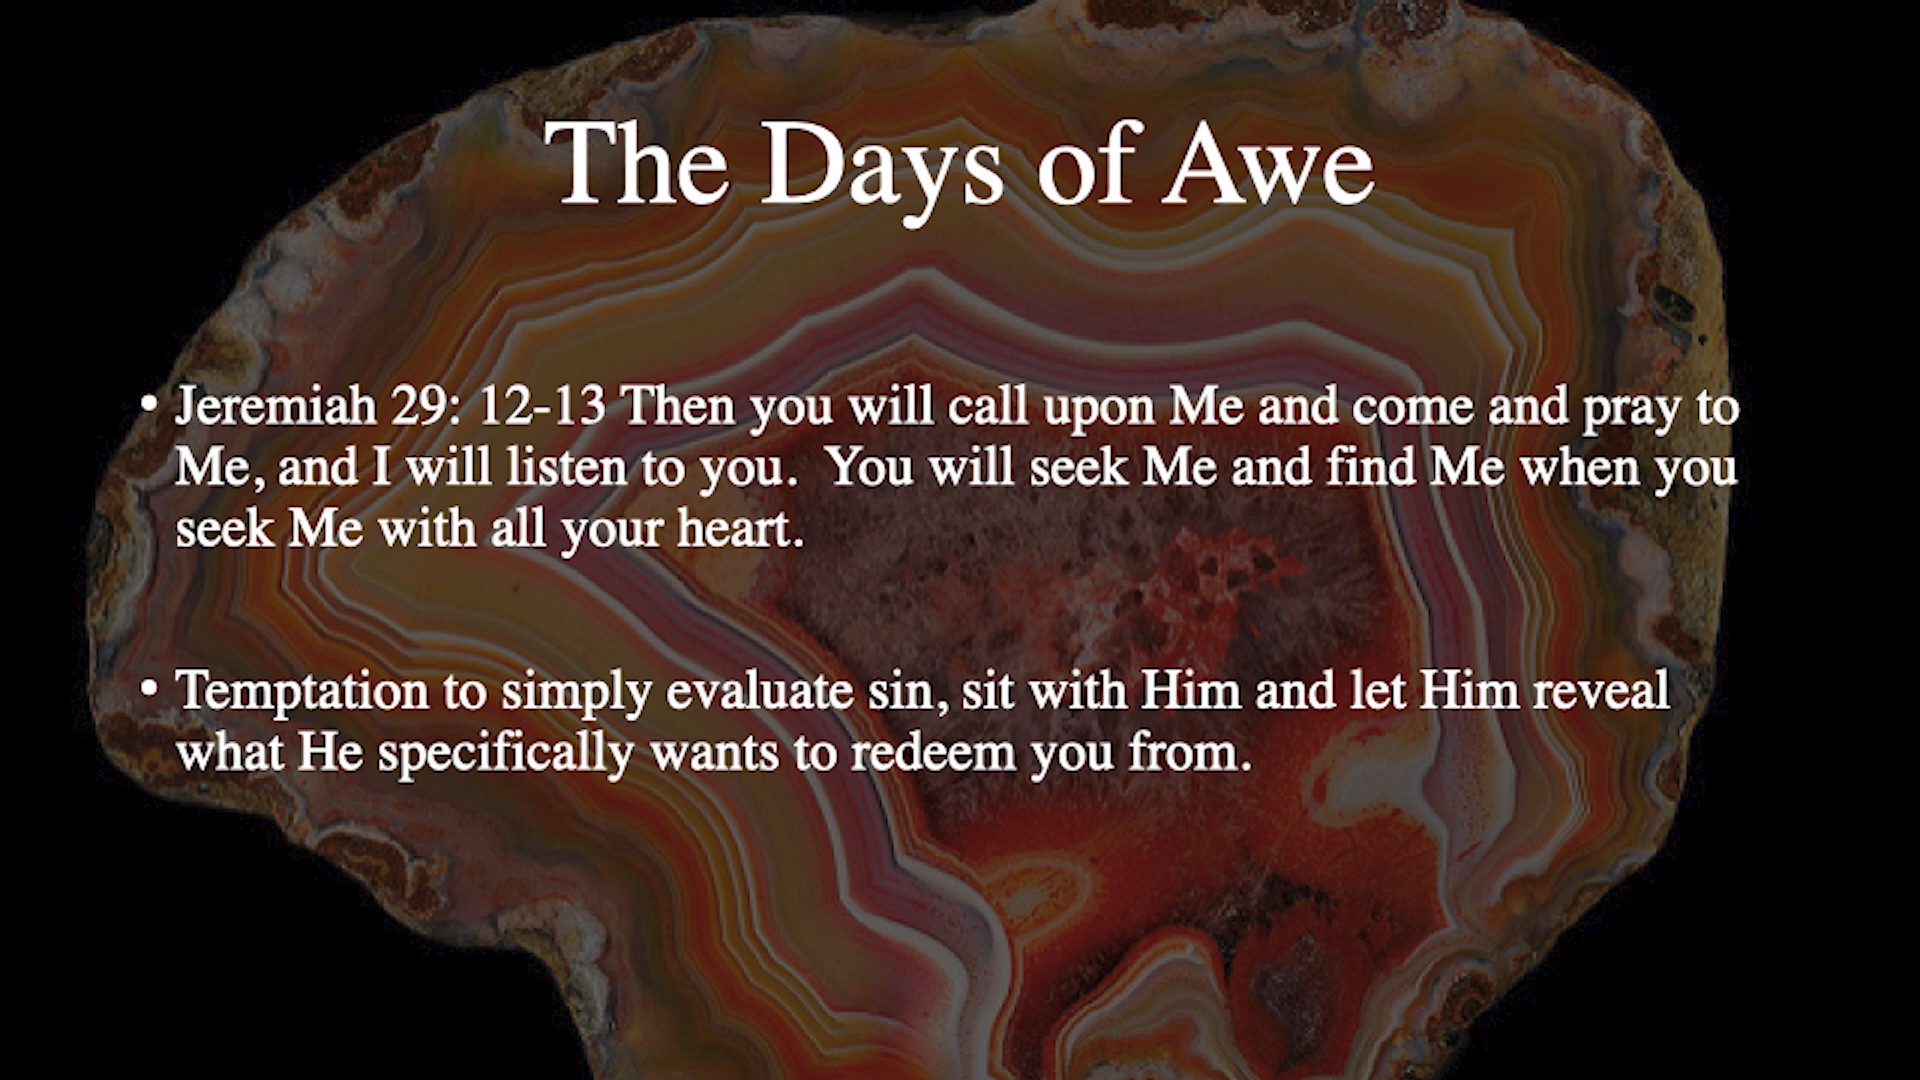 The Days of Awe
• Jeremiah 29: 12-13 Then you will call upon Me and come and pray to
Me, and I will listen to you.  You will seek Me and find Me when you
seek Me with all your heart.
• Temptation to simply evaluate sin, sit with Him and let Him reveal
what He specifically wants to redeem you from.